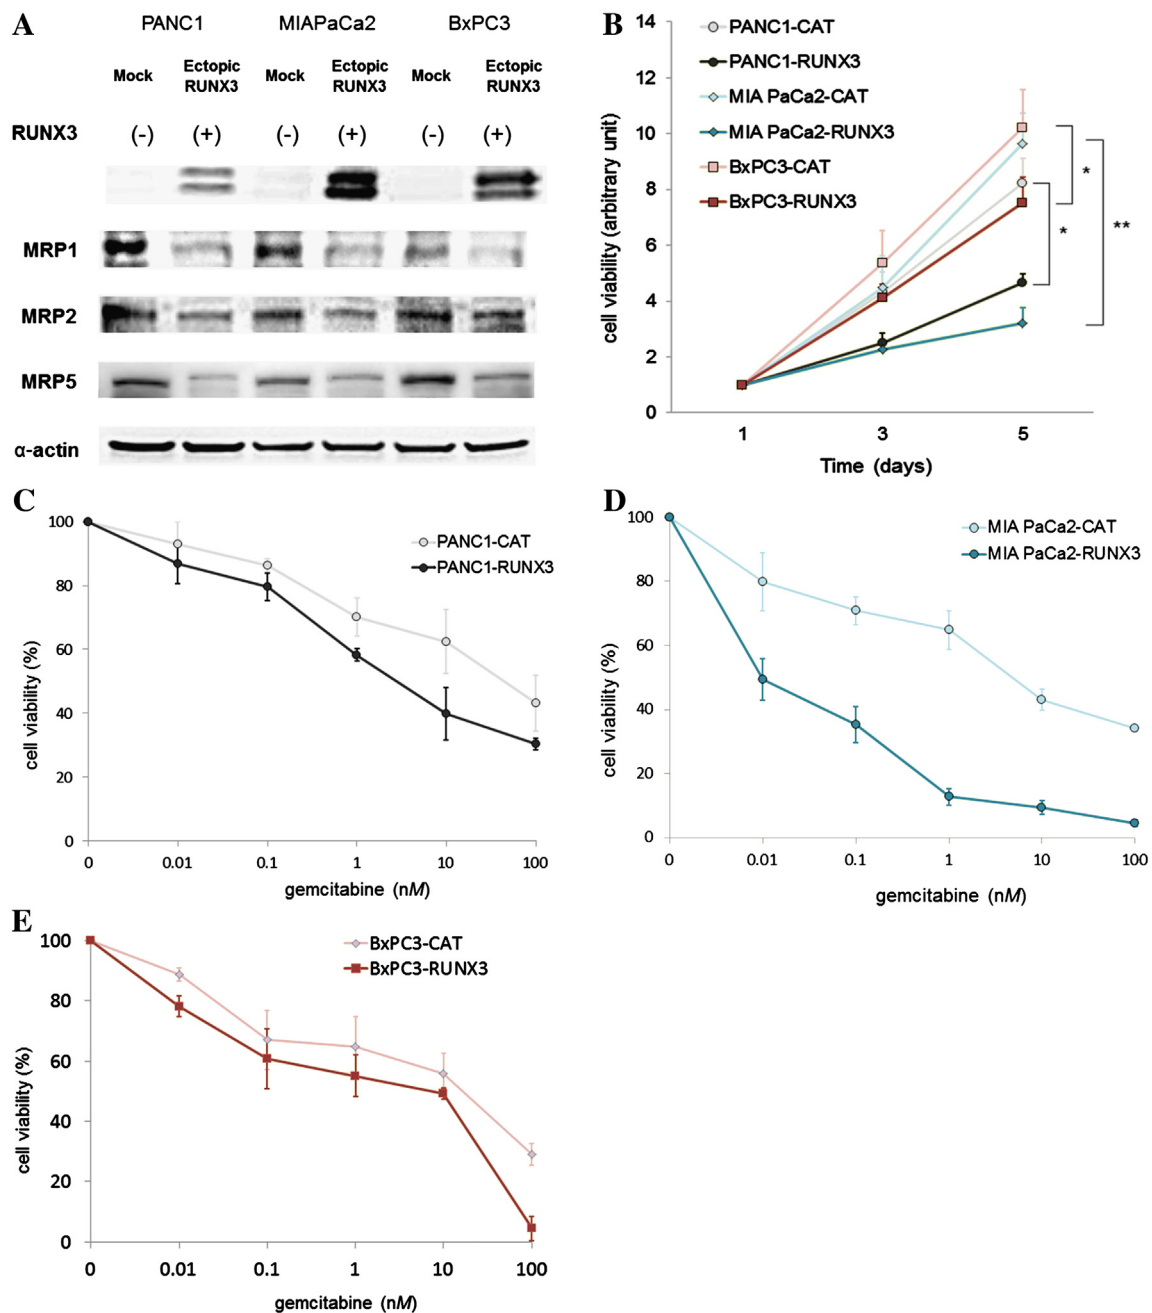 A
PANC1 MIAPaCa2 BxPC3
Mock Ectopic RUNX3 Mock Ectopic RUNX3 Mock Ectopic RUNX3
RUNX3 (-) (+) (-) (+) (-) (+)
MRP1
MRP2
MRP5
α-actin
B
PANC1-CAT
PANC1-RUNX3
MIA PaCa2-CAT
MIA PaCa2-RUNX3
BxPC3-CAT
BxPC3-RUNX3
cell viability (arbitrary unit)
14
12
10
8
6
4
2
0
* * **
1 3 5
Time (days)
C
PANC1-CAT
PANC1-RUNX3
cell viability (%)
100
80
60
40
20
0
0 0.01 0.1 1 10 100
gemcitabine (nM)
D
MIA PaCa2-CAT
MIA PaCa2-RUNX3
cell viability (%)
100
80
60
40
20
0
0 0.01 0.1 1 10 100
gemcitabine (nM)
E
BxPC3-CAT
BxPC3-RUNX3
cell viability (%)
100
80
60
40
20
0
0 0.01 0.1 1 10 100
gemcitabine (nM)